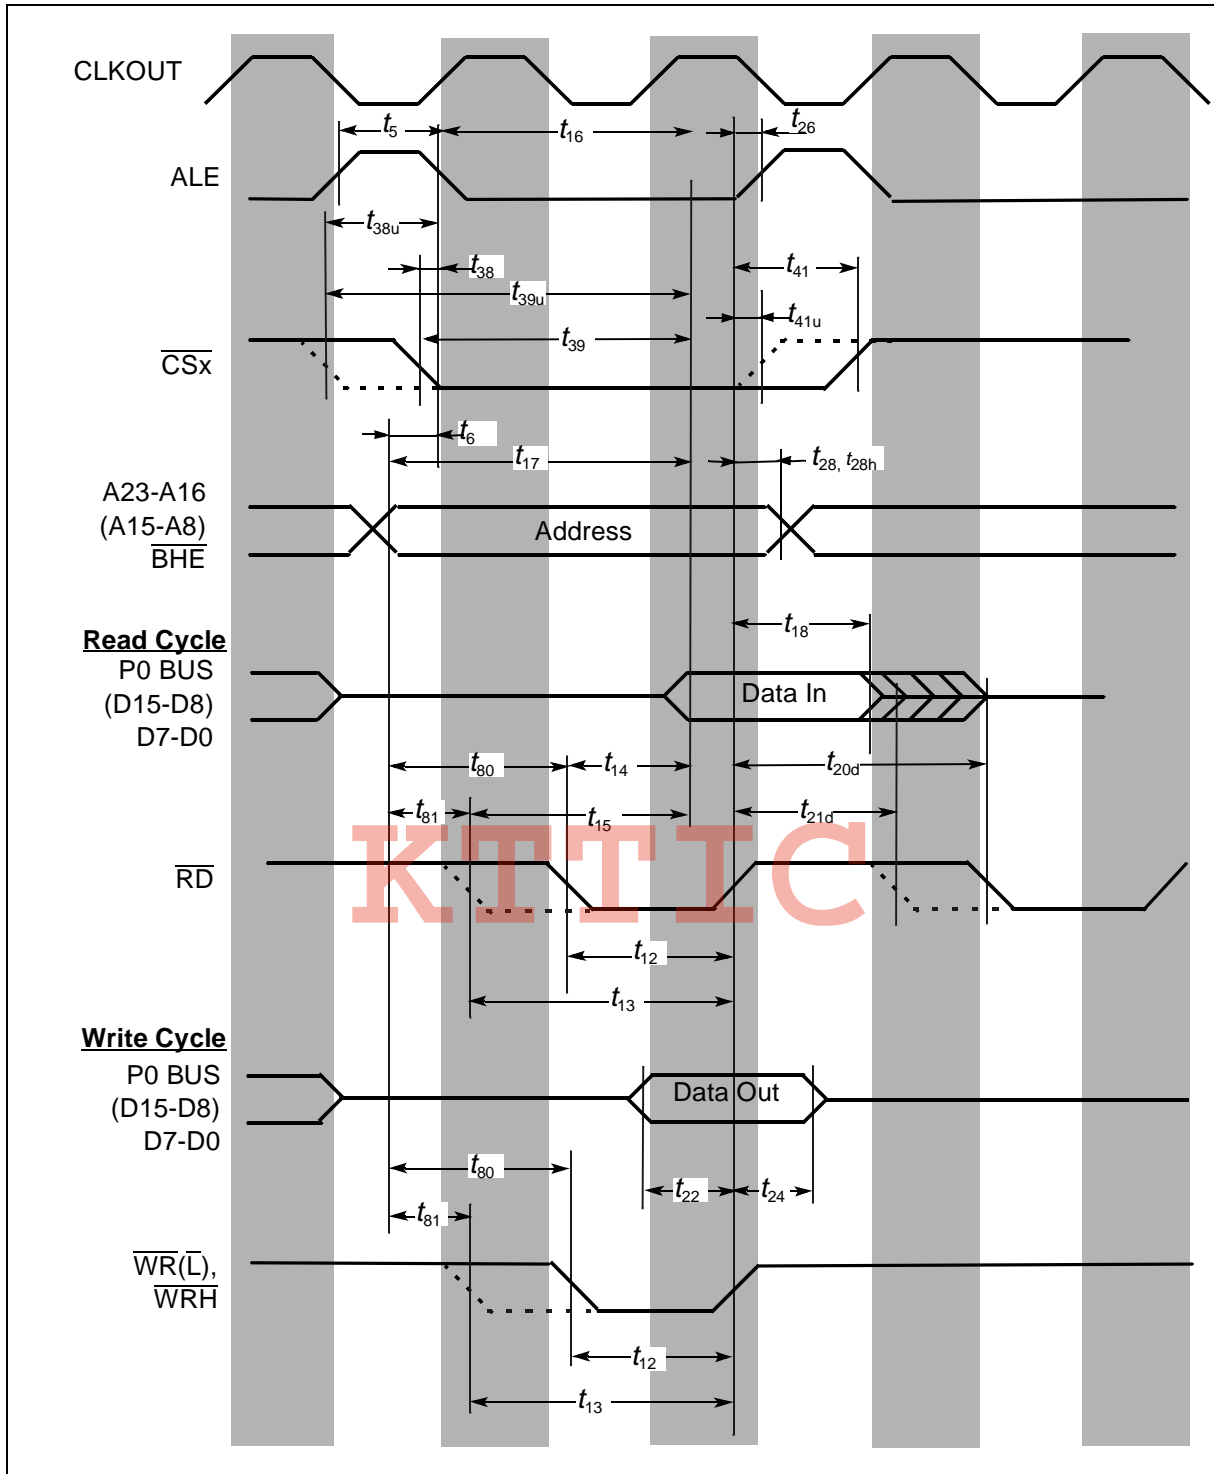 CLKOUT
t5 t16 t26
ALE
t38u
t38 t41
t39u
t41u
t39
CSx
t6
t17 t28, t28h
A23-A16
(A15-A8)
BHE
Address
t18
Read Cycle
P0 BUS
(D15-D8)
D7-D0
Data In
t80 t14 t20d
t81 t15 t21d
KTTIC
RD
t12
t13
Write Cycle
P0 BUS
(D15-D8)
D7-D0
Data Out
t80
t22 t24
t81
WR(L),
WRH
t12
t13